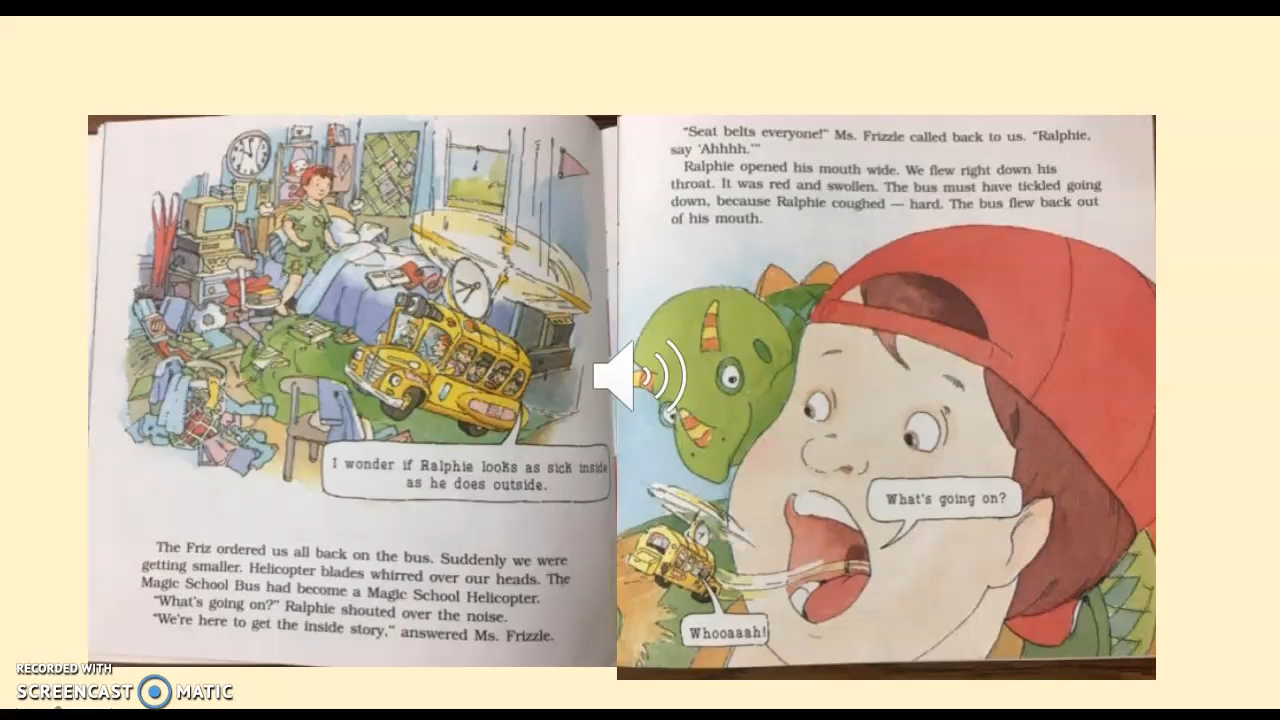 I wonder if Ralphie looks as sick inside
as he does outside.
The Friz ordered us all back on the bus. Suddenly we were
getting smaller. Helicopter blades whirred over our heads. The
Magic School Bus had become a Magic School Helicopter.
"What's going on?" Ralphie shouted over the noise.
"We're here to get the inside story," answered Ms. Frizzle.
"Seat belts everyone!" Ms. Frizzle called back to us. "Ralphie,
say 'Ahhhh.'"
Ralphie opened his mouth wide. We flew right down his
throat. It was red and swollen. The bus must have tickled going
down, because Ralphie coughed — hard. The bus flew back out
of his mouth.
What's going on?
Whooaaah!
RECORDED WITH
SCREENCAST MATIC